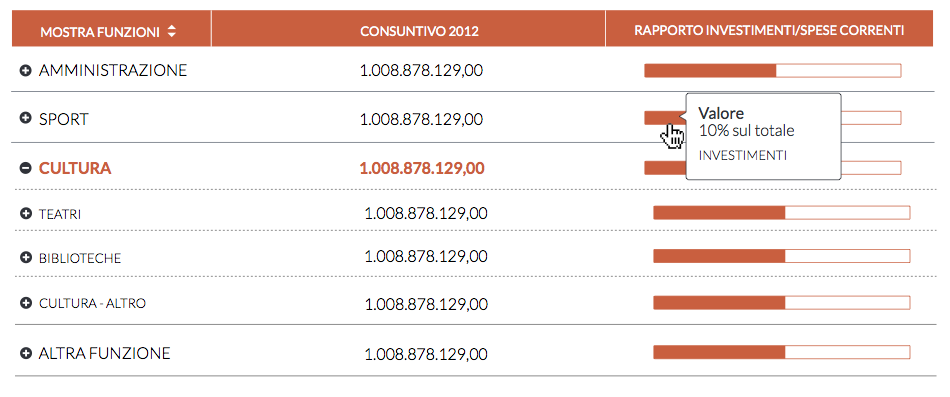 MOSTRA FUNZIONI CONSUNTIVO 2012 RAPPORTO INVESTIMENTI/SPESE CORRENTI
AMMINISTRAZIONE 1.008.878.129,00
SPORT 1.008.878.129,00
Valore
10% sul totale
INVESTIMENTI
CULTURA 1.008.878.129,00
TEATRI 1.008.878.129,00
BIBLIOTECHE 1.008.878.129,00
CULTURA - ALTRO 1.008.878.129,00
ALTRA FUNZIONE 1.008.878.129,00